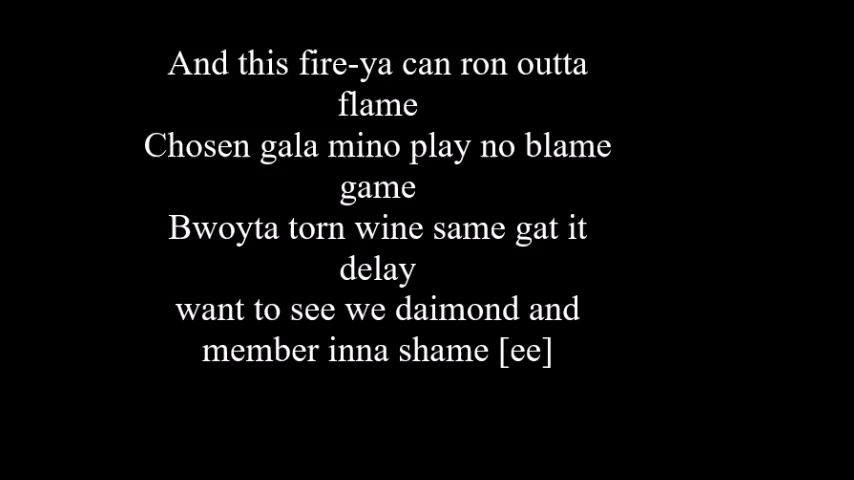 And this fire-ya can ron outta
flame
Chosen gala mino play no blame
game
Bwoyta torn wine same gat it
delay
want to see we daimond and
member inna shame [ee]